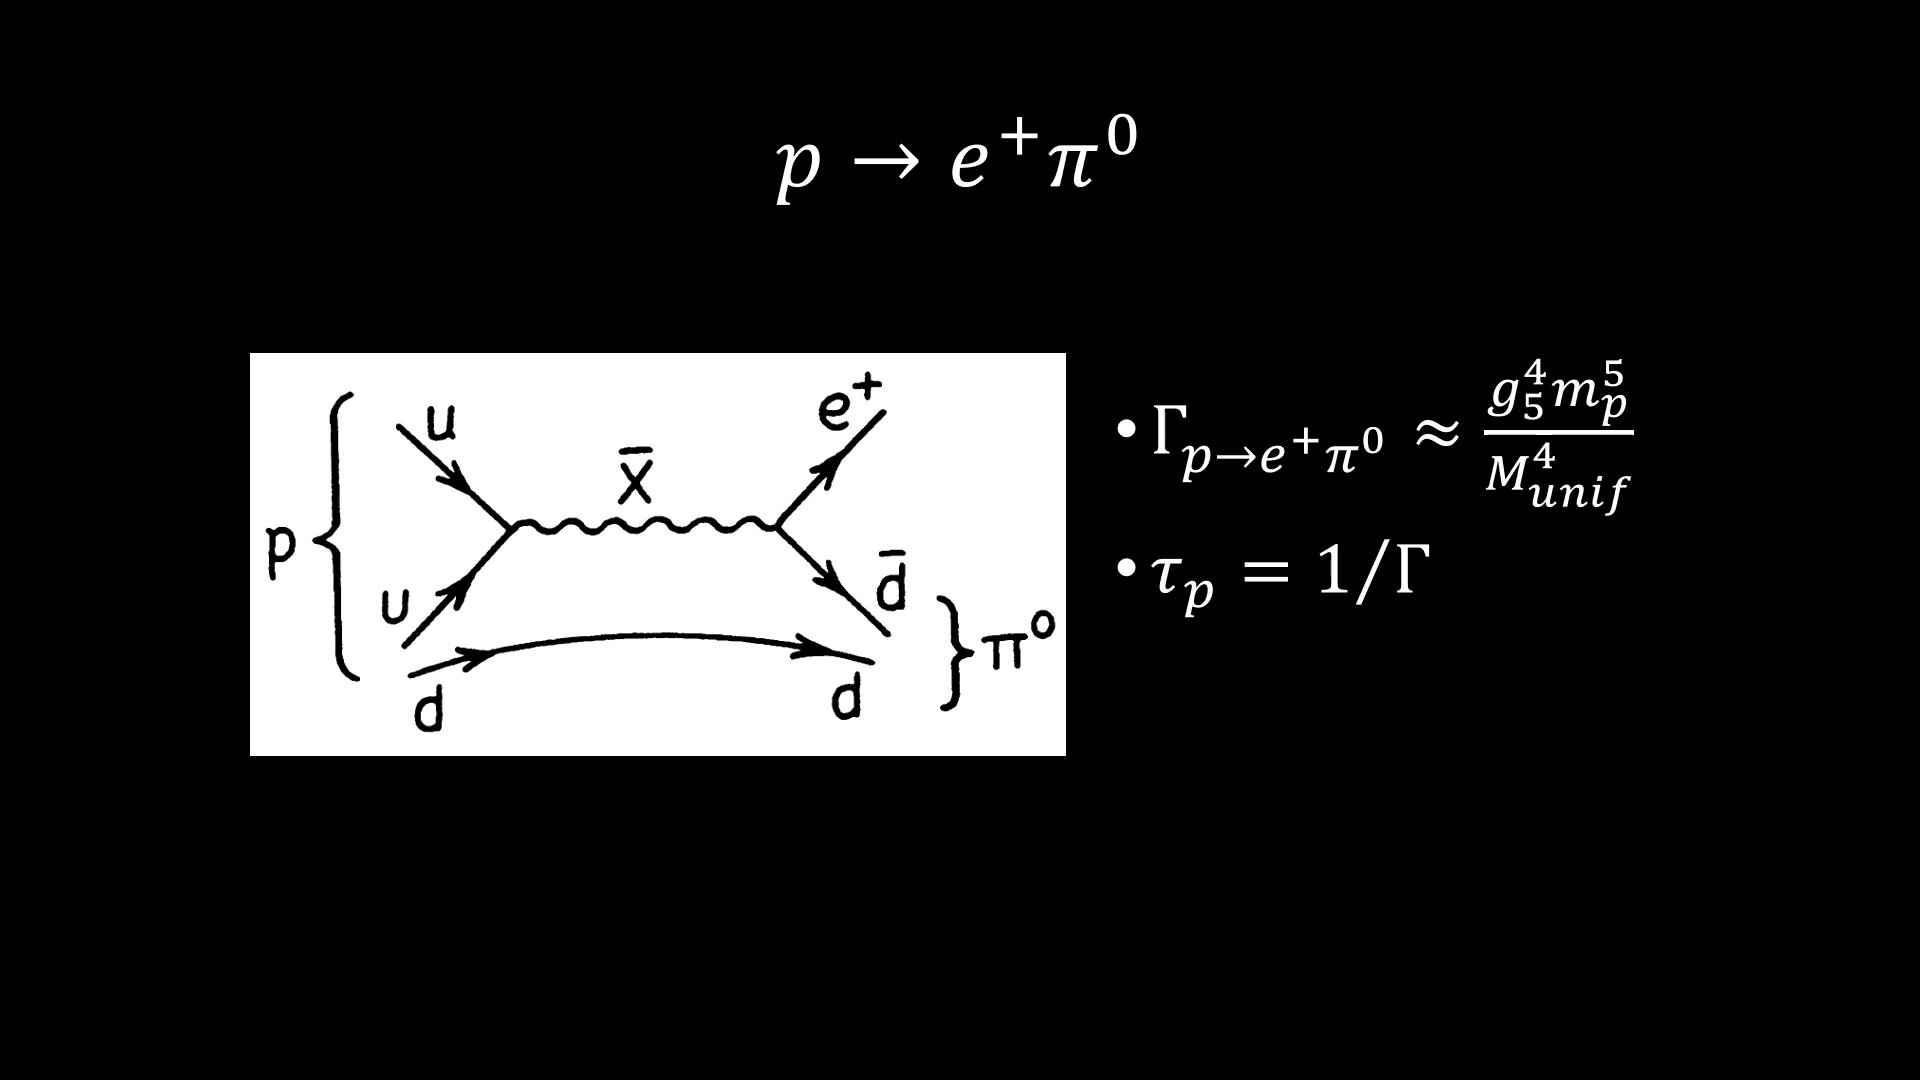 p → e⁺π⁰
u
e⁺
X̄
p
u
d̄
π⁰
d
d
• Γ_{p→e⁺π⁰} ≈ g₅⁴m_p⁵ / M_{unif}⁴
• τ_p = 1/Γ